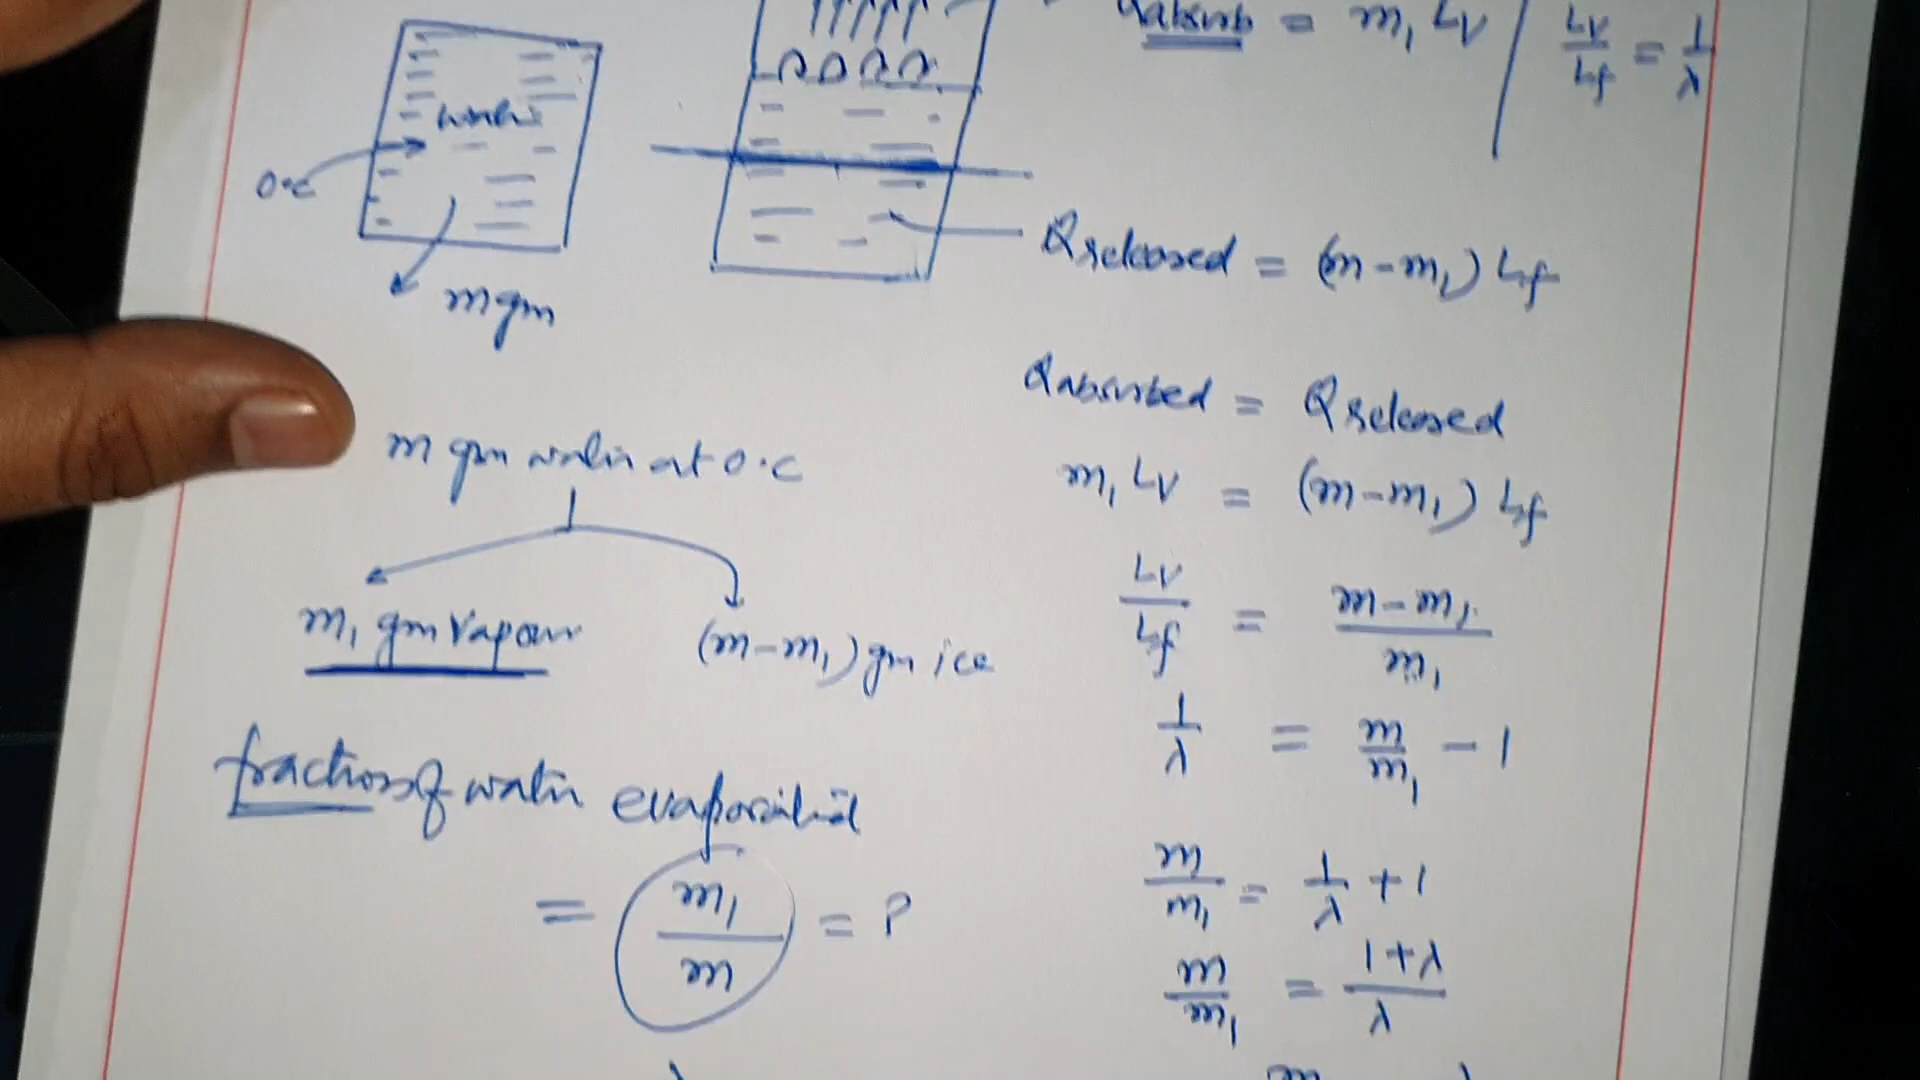 Qabsorb = m₁ Lv Lv/Lf = 1/λ
water
0°c
m gm
Qreleased = (m-m₁) Lf
Qabsorbed = Qreleased
m gm water at 0°c
m₁ Lv = (m-m₁) Lf
Lv/Lf = m-m₁/m₁
m₁ gm vapour (m-m₁) gm ice
1/λ = m/m₁ - 1
fraction of water evaporated
m/m₁ = 1/λ + 1
= m₁/m = ?
m/m₁ = 1+λ/λ